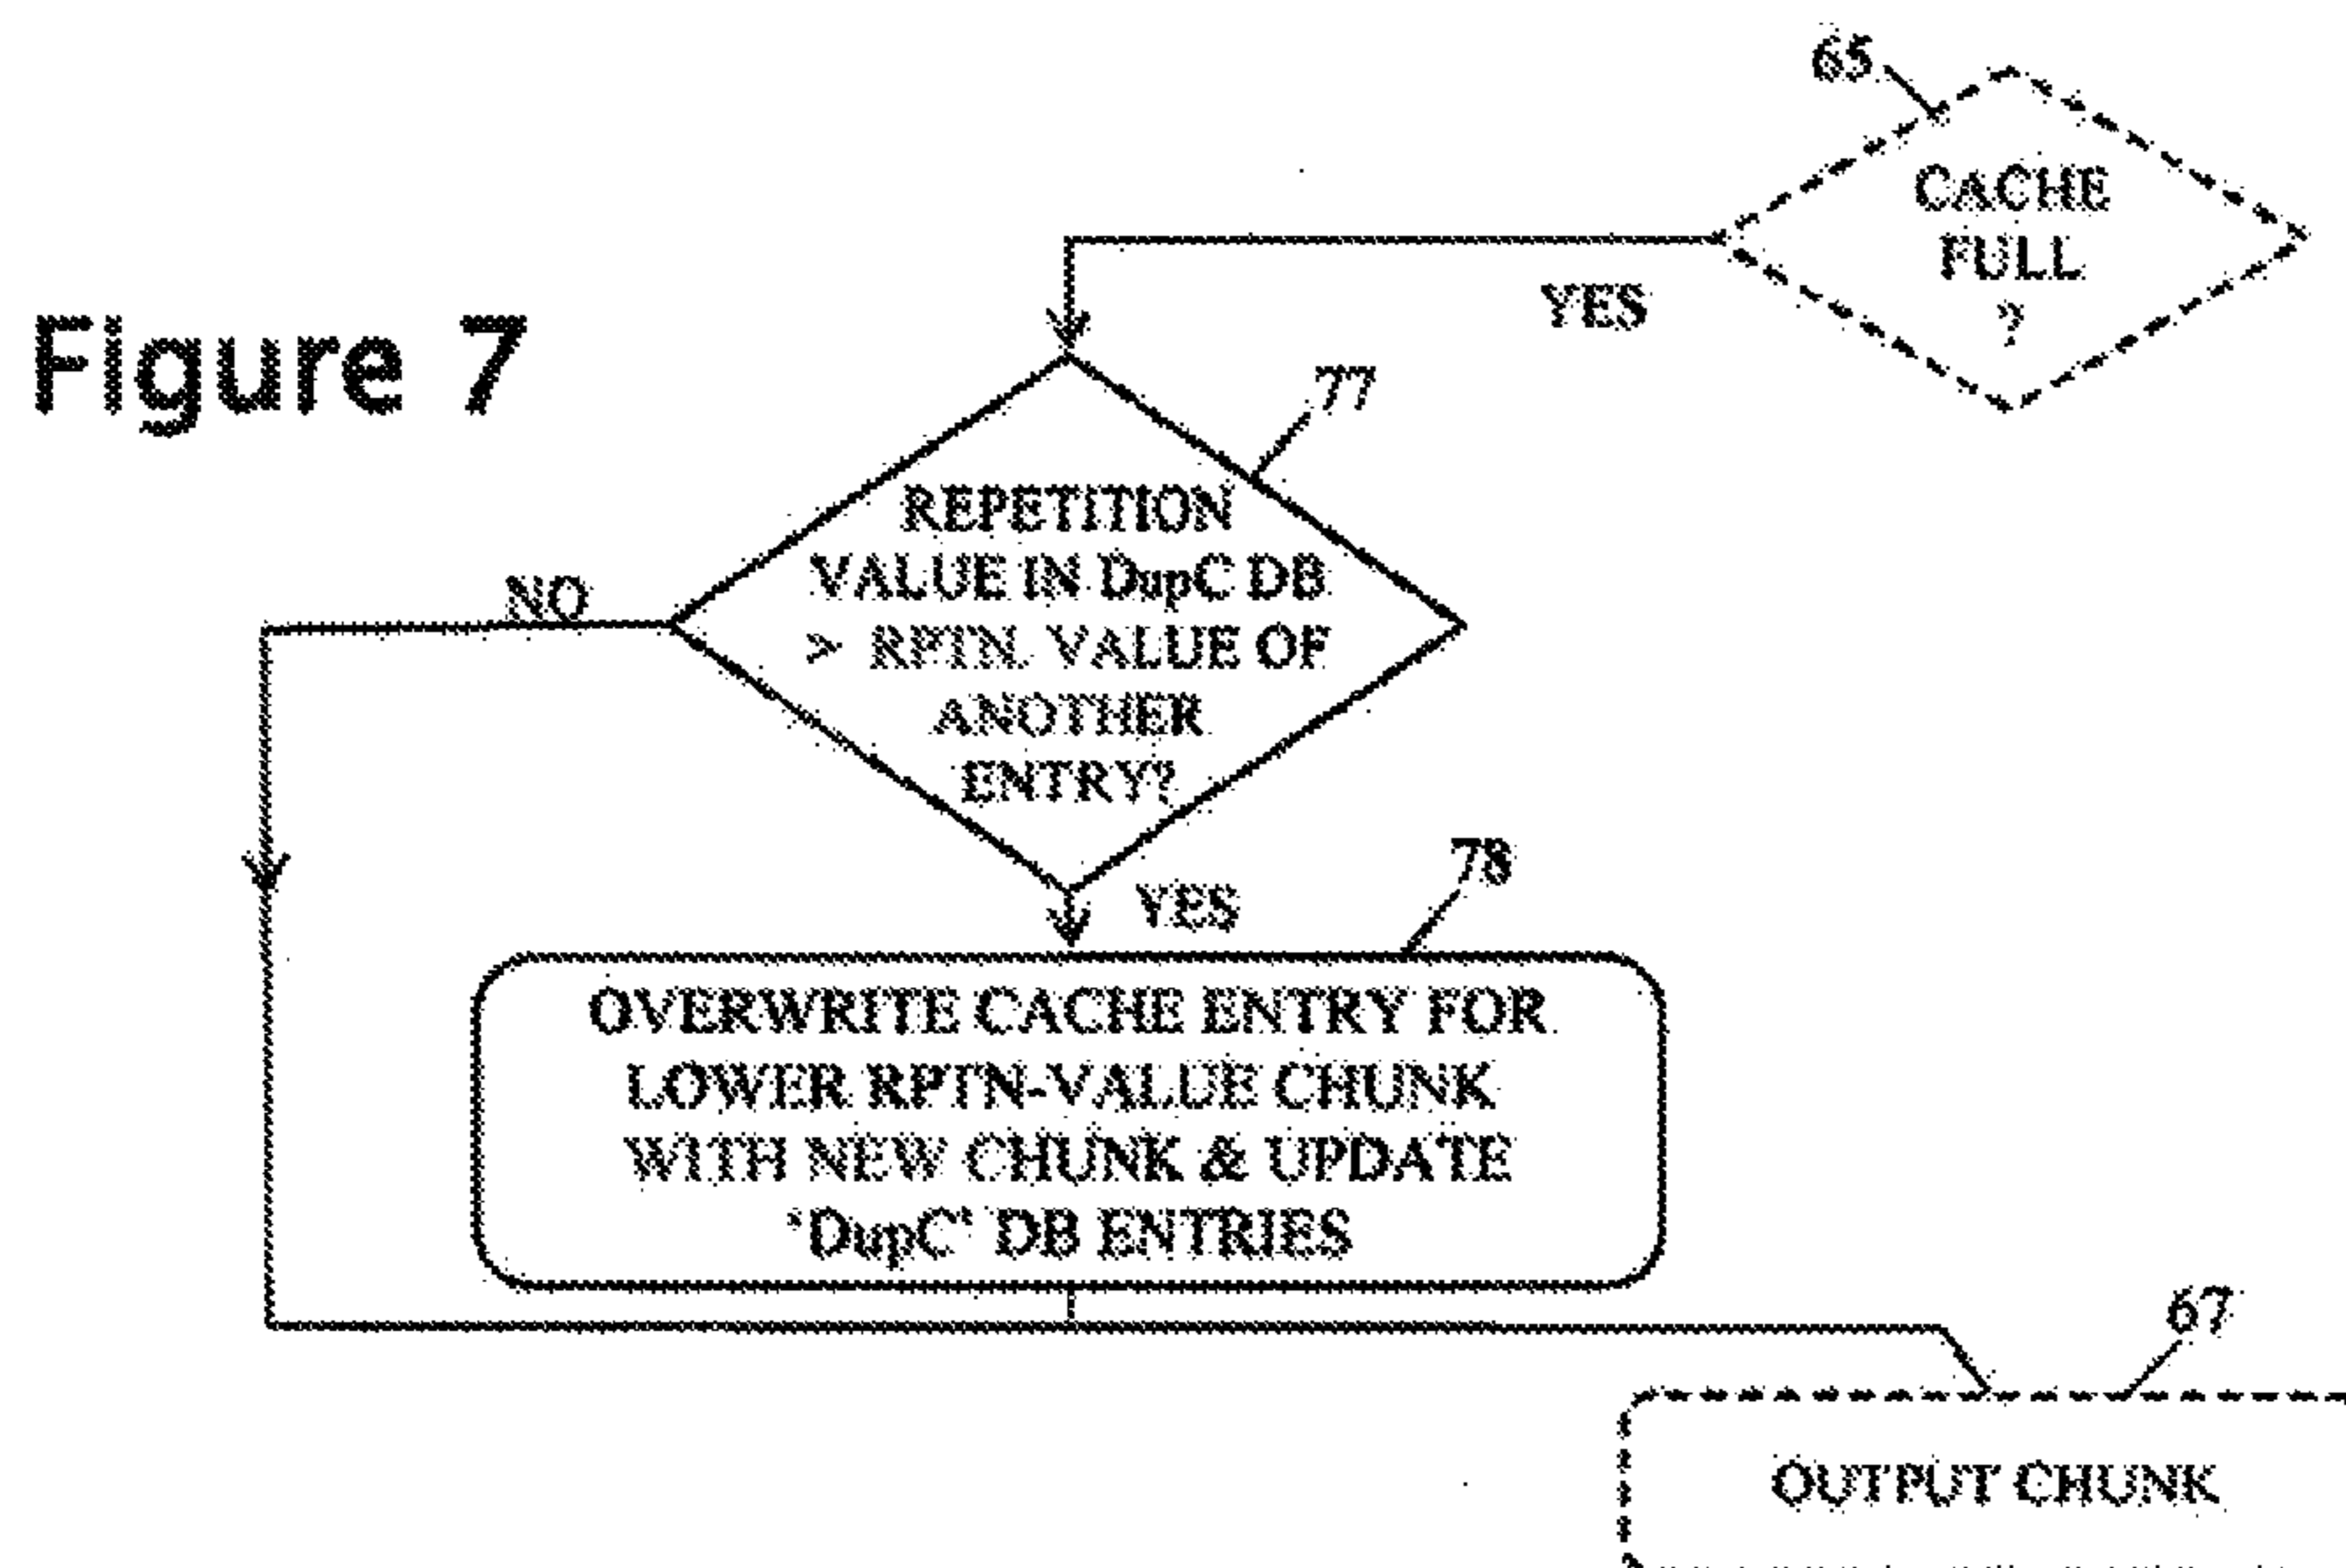 65
CACHE
FULL
?
YES
Figure 7
77
REPETITION
VALUE IN DupC DB
> RPTN. VALUE OF
ANOTHER
ENTRY?
NO
YES
78
OVERWRITE CACHE ENTRY FOR
LOWER RPTN-VALUE CHUNK
WITH NEW CHUNK & UPDATE
'DupC' DB ENTRIES
67
OUTPUT CHUNK